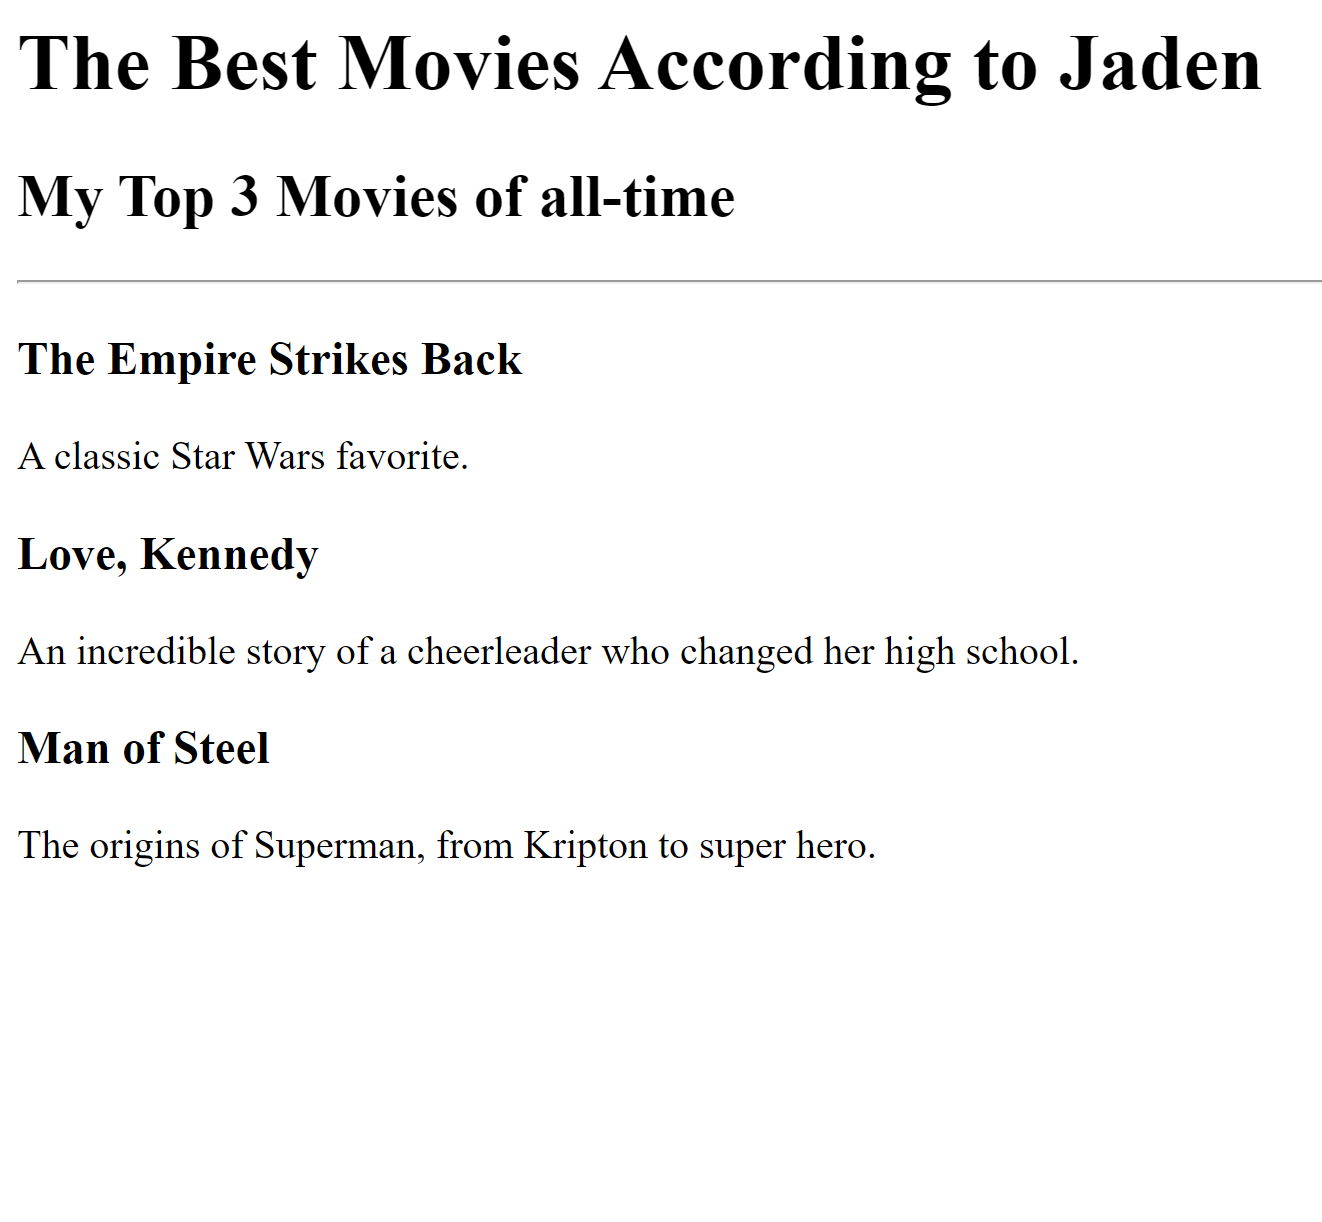 The Best Movies According to Jaden
My Top 3 Movies of all-time
The Empire Strikes Back
A classic Star Wars favorite.
Love, Kennedy
An incredible story of a cheerleader who changed her high school.
Man of Steel
The origins of Superman, from Kripton to super hero.